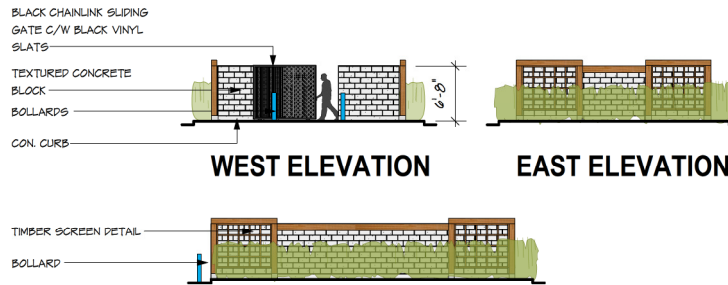 BLACK CHAINLINK SLIDING
GATE C/W BLACK VINYL
SLATS
TEXTURED CONCRETE
BLOCK
BOLLARDS
CON. CURB
6'-8"
WEST ELEVATION
EAST ELEVATION
TIMBER SCREEN DETAIL
BOLLARD